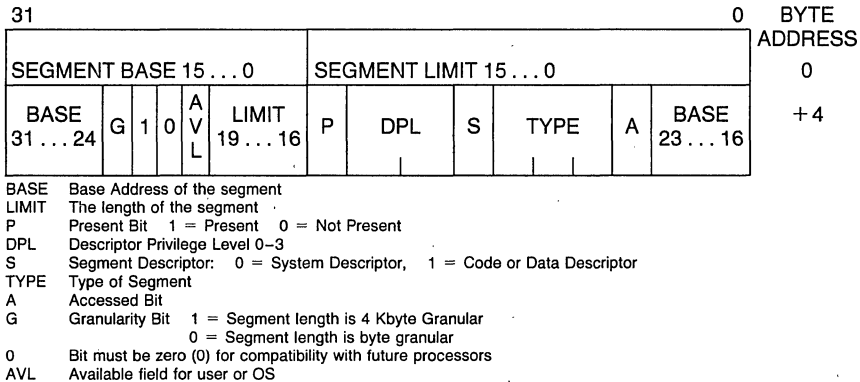 31 0 BYTE
ADDRESS
SEGMENT BASE 15 . . . 0 SEGMENT LIMIT 15 . . . 0 0
BASE
31 . . . 24 G 1 0 A
V
L LIMIT
19 . . . 16 P DPL S TYPE A BASE
23 . . . 16 +4
BASE Base Address of the segment
LIMIT The length of the segment
P Present Bit 1 = Present 0 = Not Present
DPL Descriptor Privilege Level 0–3
S Segment Descriptor: 0 = System Descriptor, 1 = Code or Data Descriptor
TYPE Type of Segment
A Accessed Bit
G Granularity Bit 1 = Segment length is 4 Kbyte Granular
0 = Segment length is byte granular
0 Bit must be zero (0) for compatibility with future processors
AVL Available field for user or OS